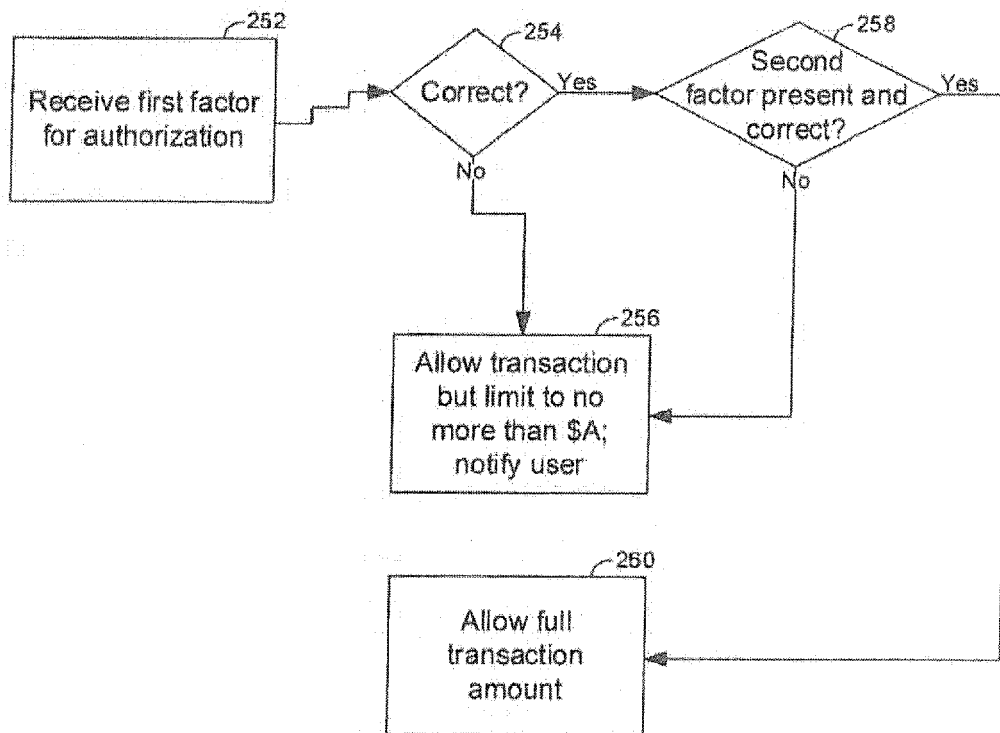 252
Receive first factor
for authorization
254
Correct?
Yes
No
258
Second
factor present and
correct?
Yes
No
256
Allow transaction
but limit to no
more than $A;
notify user
260
Allow full
transaction
amount